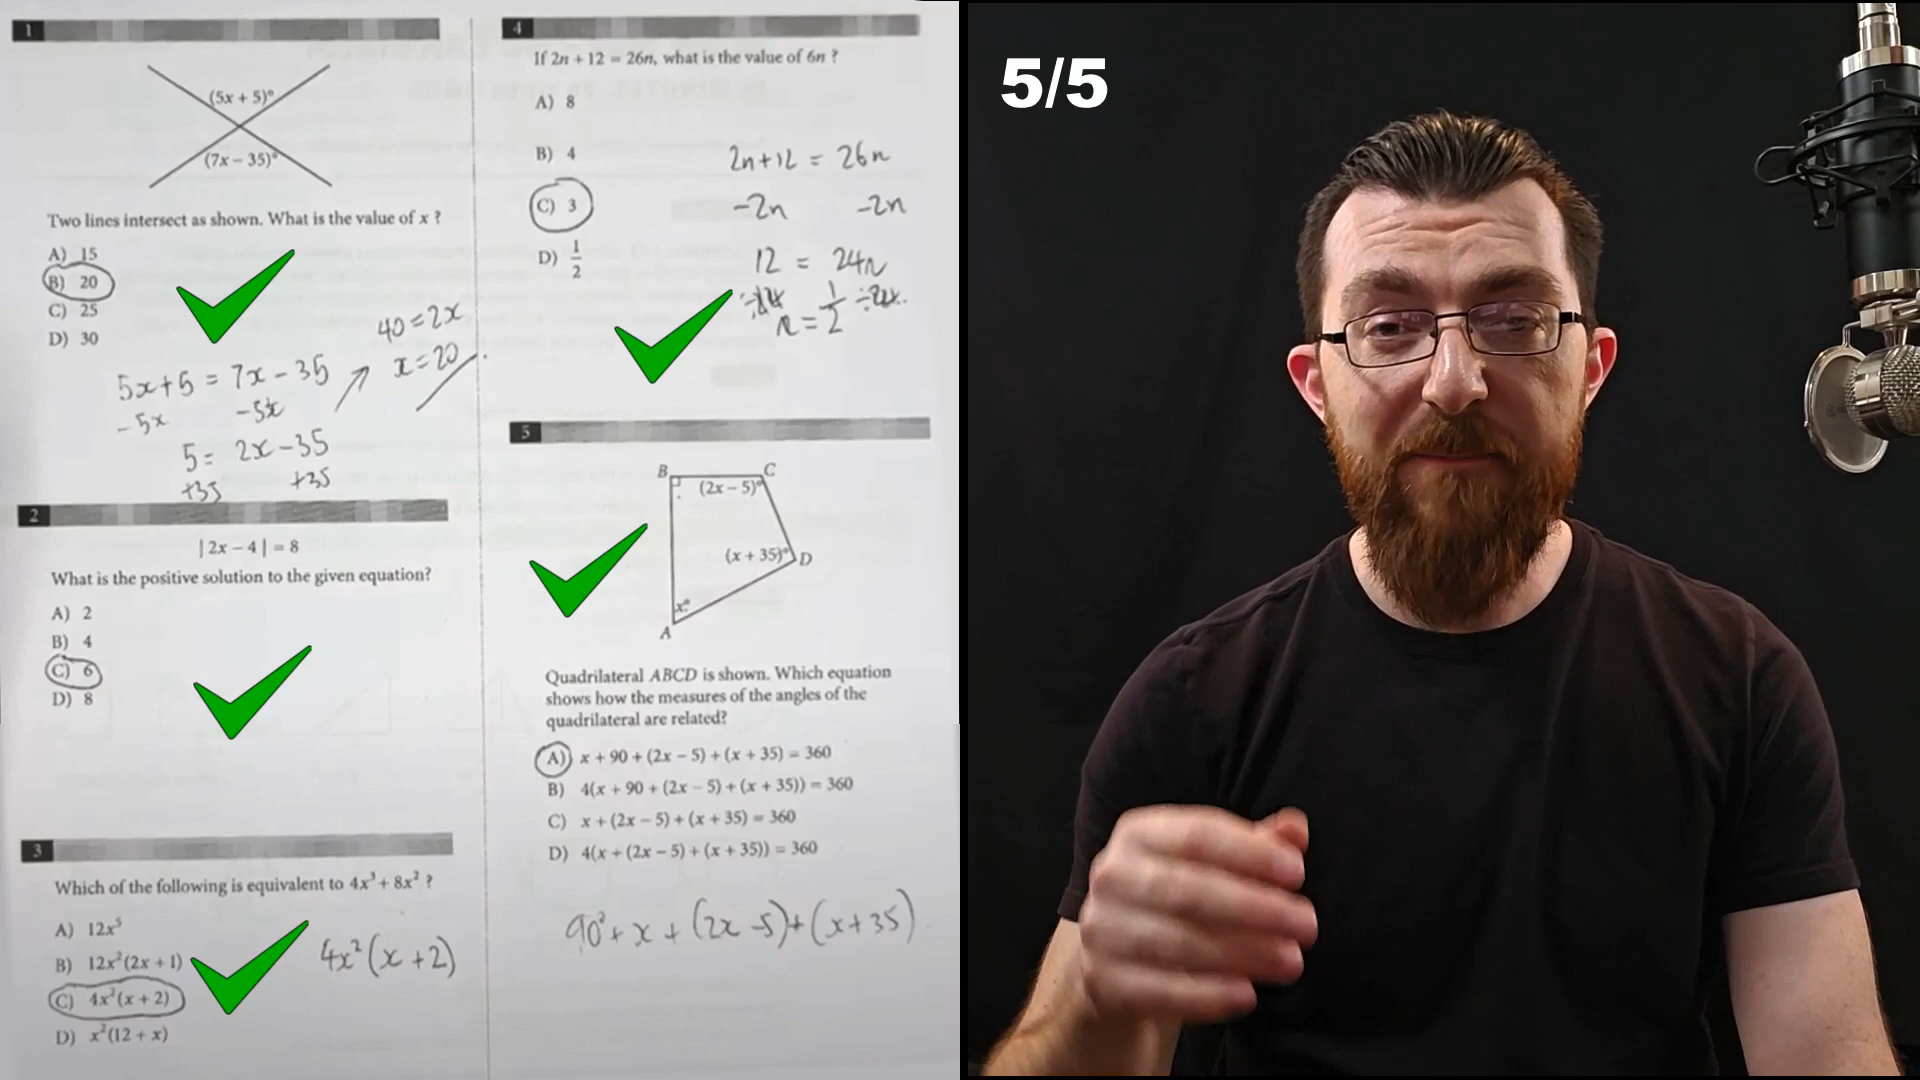 1
(5x + 5)°
(7x – 35)°
Two lines intersect as shown. What is the value of x ?
A) 15
B) 20
C) 25
D) 30
5x+5 = 7x – 35
– 5x –5x
5 = 2x – 35
+35 +35
40 = 2x
x = 20
2
| 2x – 4 | = 8
What is the positive solution to the given equation?
A) 2
B) 4
C) 6
D) 8
3
Which of the following is equivalent to 4x³ + 8x² ?
A) 12x⁵
B) 12x²(2x + 1)
C) 4x²(x + 2)
D) x²(12 + x)
4x²(x + 2)
4
If 2n + 12 = 26n, what is the value of 6n ?
A) 8
B) 4
C) 3
D) 1/2
2n+12 = 26n
–2n –2n
12 = 24n
n = 1/2
5
B C
(2x – 5)°
(x + 35)° D
x°
A
Quadrilateral ABCD is shown. Which equation
shows how the measures of the angles of the
quadrilateral are related?
A) x + 90 + (2x – 5) + (x + 35) = 360
B) 4(x + 90 + (2x – 5) + (x + 35)) = 360
C) x + (2x – 5) + (x + 35) = 360
D) 4(x + (2x – 5) + (x + 35)) = 360
90° + x + (2x –5)+(x+35)
5/5